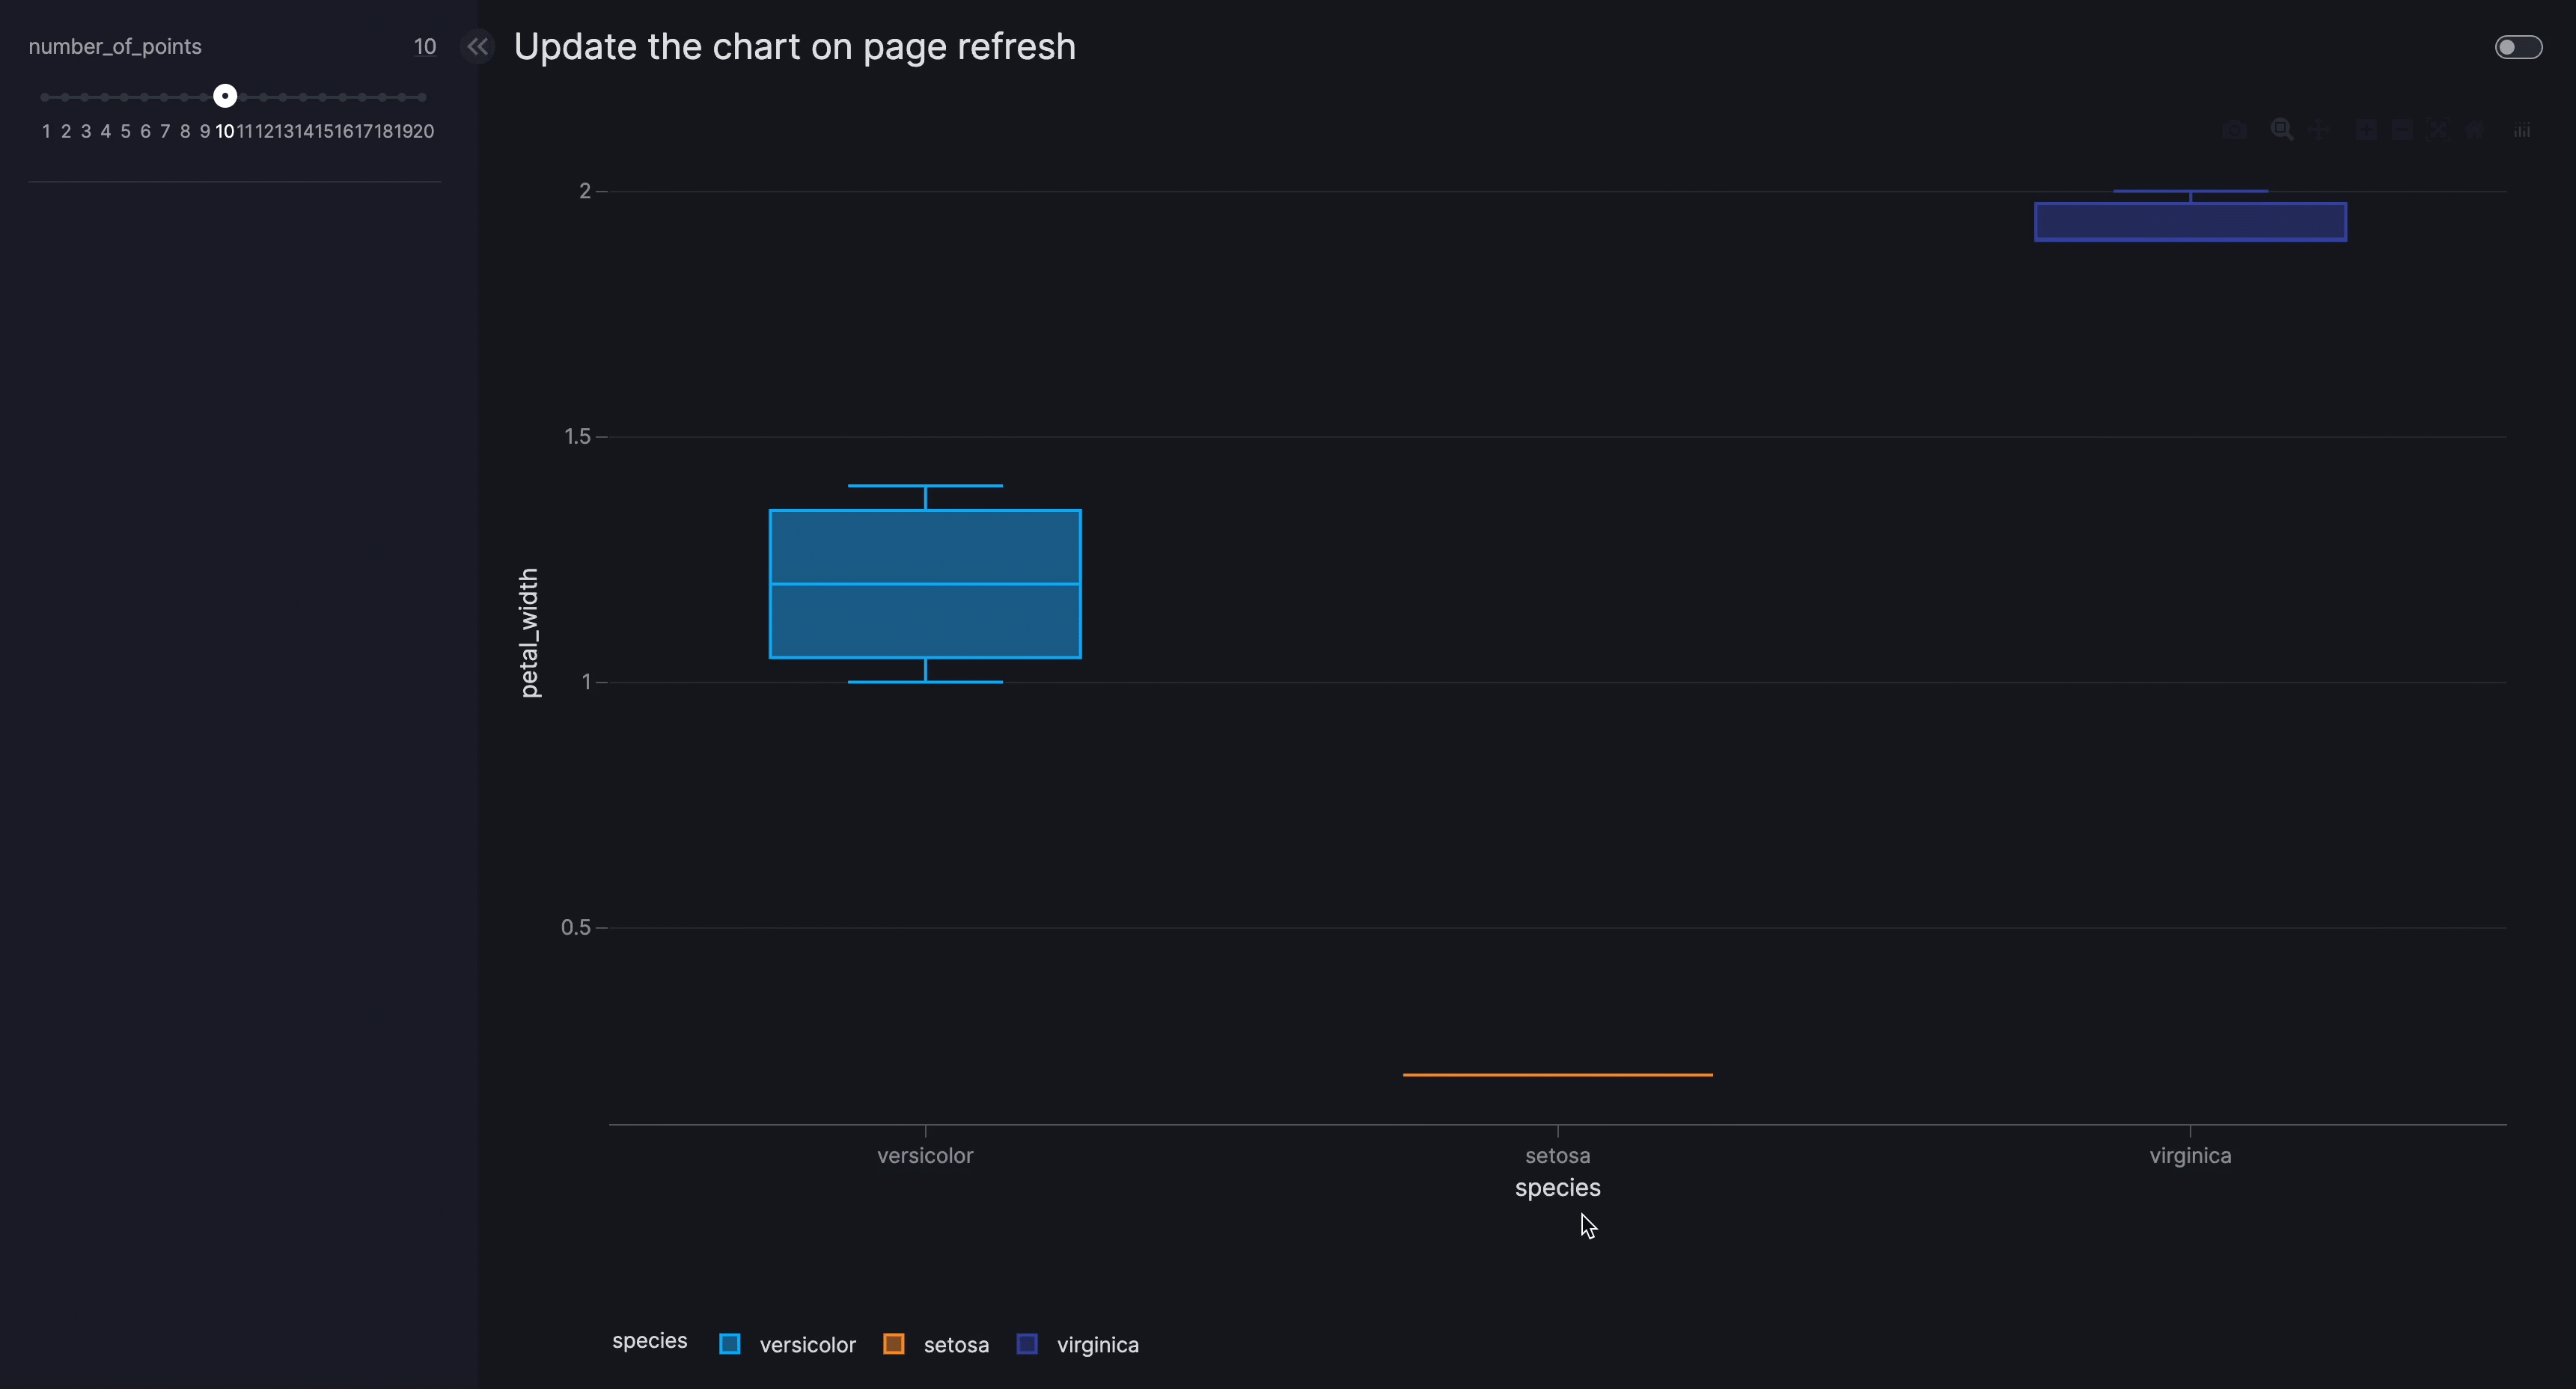 number_of_points 10
1 2 3 4 5 6 7 8 9 10 11 12 13 14 15 16 17 18 19 20
Update the chart on page refresh
2
1.5
1
0.5
petal_width
versicolor setosa virginica
species
species versicolor setosa virginica